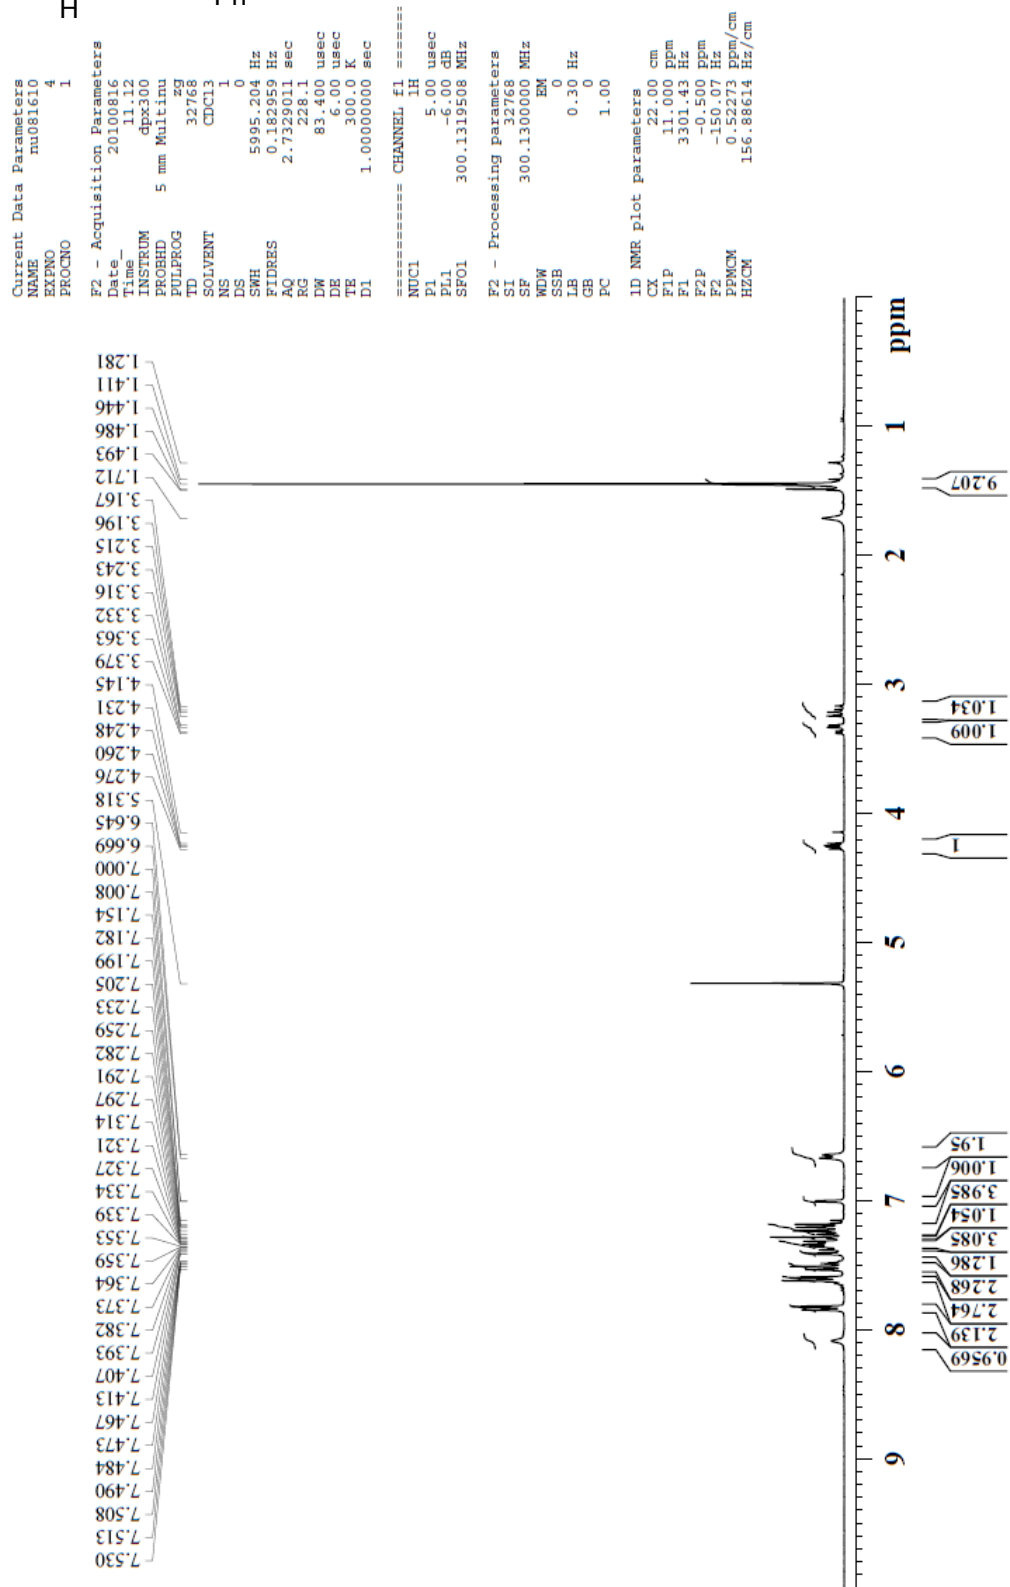 H
Current Data Parameters
NAME nu081610
EXPNO 4
PROCNO 1
F2 - Acquisition Parameters
Date_ 20100816
Time 11.12
INSTRUM dpx300
PROBHD 5 mm Multinu
PULPROG zg
TD 32768
SOLVENT CDCl3
NS 1
DS 0
SWH 5995.204 Hz
FIDRES 0.182959 Hz
AQ 2.7329011 sec
RG 228.1
DW 83.400 usec
DE 6.00 usec
TE 300.0 K
D1 1.00000000 sec
======== CHANNEL f1 ========
NUC1 1H
P1 5.00 usec
PL1 -6.00 dB
SFO1 300.1319508 MHz
F2 - Processing parameters
SI 32768
SF 300.1300000 MHz
WDW EM
SSB 0
LB 0.30 Hz
GB 0
PC 1.00
1D NMR plot parameters
CX 22.00 cm
F1P 11.000 ppm
F1 3301.43 Hz
F2P -0.500 ppm
F2 -150.07 Hz
PPMCM 0.52273 ppm/cm
HZCM 156.88614 Hz/cm
7.530
7.513
7.508
7.490
7.484
7.473
7.467
7.413
7.407
7.393
7.382
7.373
7.364
7.359
7.353
7.339
7.334
7.327
7.321
7.314
7.297
7.291
7.282
7.259
7.233
7.205
7.199
7.182
7.154
7.008
7.000
6.669
6.645
5.318
4.276
4.260
4.248
4.231
4.145
3.379
3.363
3.332
3.316
3.243
3.215
3.196
3.167
1.712
1.493
1.486
1.446
1.411
1.281
9 8 7 6 5 4 3 2 1 ppm
0.9569
2.139
2.764
2.268
1.286
3.085
1.054
3.985
1.006
1.95
1
1.009
1.034
9.207